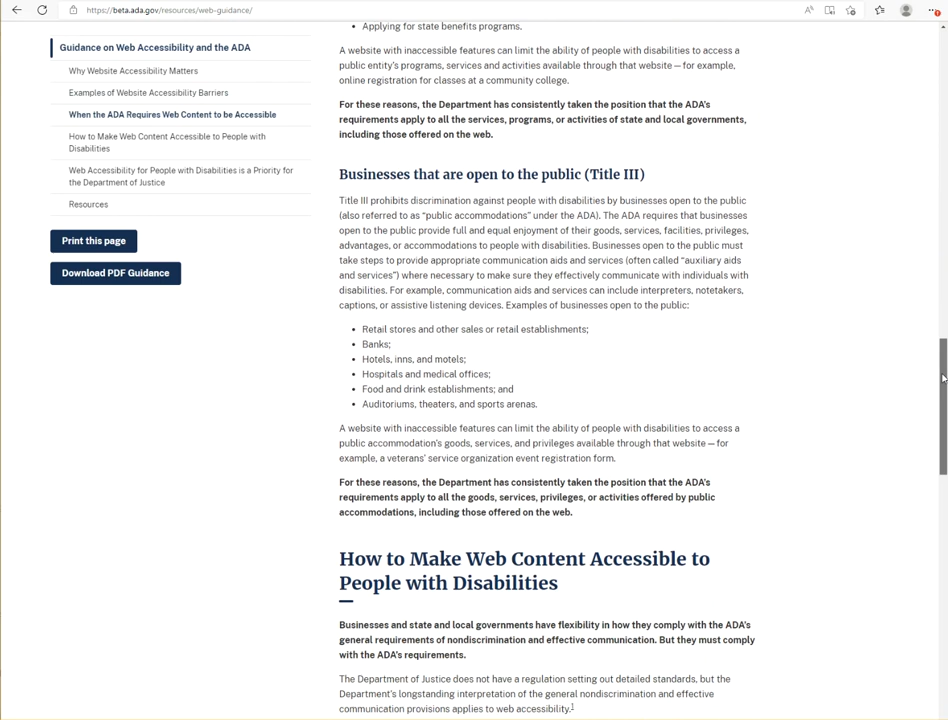 https://beta.ada.gov/resources/web-guidance/
Guidance on Web Accessibility and the ADA
Why Website Accessibility Matters
Examples of Website Accessibility Barriers
When the ADA Requires Web Content to be Accessible
How to Make Web Content Accessible to People with
Disabilities
Web Accessibility for People with Disabilities is a Priority for
the Department of Justice
Resources
Print this page
Download PDF Guidance
• Applying for state benefits programs.
A website with inaccessible features can limit the ability of people with disabilities to access a
public entity's programs, services and activities available through that website—for example,
online registration for classes at a community college.
For these reasons, the Department has consistently taken the position that the ADA's
requirements apply to all the services, programs, or activities of state and local governments,
including those offered on the web.
Businesses that are open to the public (Title III)
Title III prohibits discrimination against people with disabilities by businesses open to the public
(also referred to as “public accommodations” under the ADA). The ADA requires that businesses
open to the public provide full and equal enjoyment of their goods, services, facilities, privileges,
advantages, or accommodations to people with disabilities. Businesses open to the public must
take steps to provide appropriate communication aids and services (often called “auxiliary aids
and services”) where necessary to make sure they effectively communicate with individuals with
disabilities. For example, communication aids and services can include interpreters, notetakers,
captions, or assistive listening devices. Examples of businesses open to the public:
• Retail stores and other sales or retail establishments;
• Banks;
• Hotels, inns, and motels;
• Hospitals and medical offices;
• Food and drink establishments; and
• Auditoriums, theaters, and sports arenas.
A website with inaccessible features can limit the ability of people with disabilities to access a
public accommodation's goods, services, and privileges available through that website—for
example, a veterans' service organization event registration form.
For these reasons, the Department has consistently taken the position that the ADA's
requirements apply to all the goods, services, privileges, or activities offered by public
accommodations, including those offered on the web.
How to Make Web Content Accessible to
People with Disabilities
Businesses and state and local governments have flexibility in how they comply with the ADA's
general requirements of nondiscrimination and effective communication. But they must comply
with the ADA's requirements.
The Department of Justice does not have a regulation setting out detailed standards, but the
Department's longstanding interpretation of the general nondiscrimination and effective
communication provisions applies to web accessibility.1